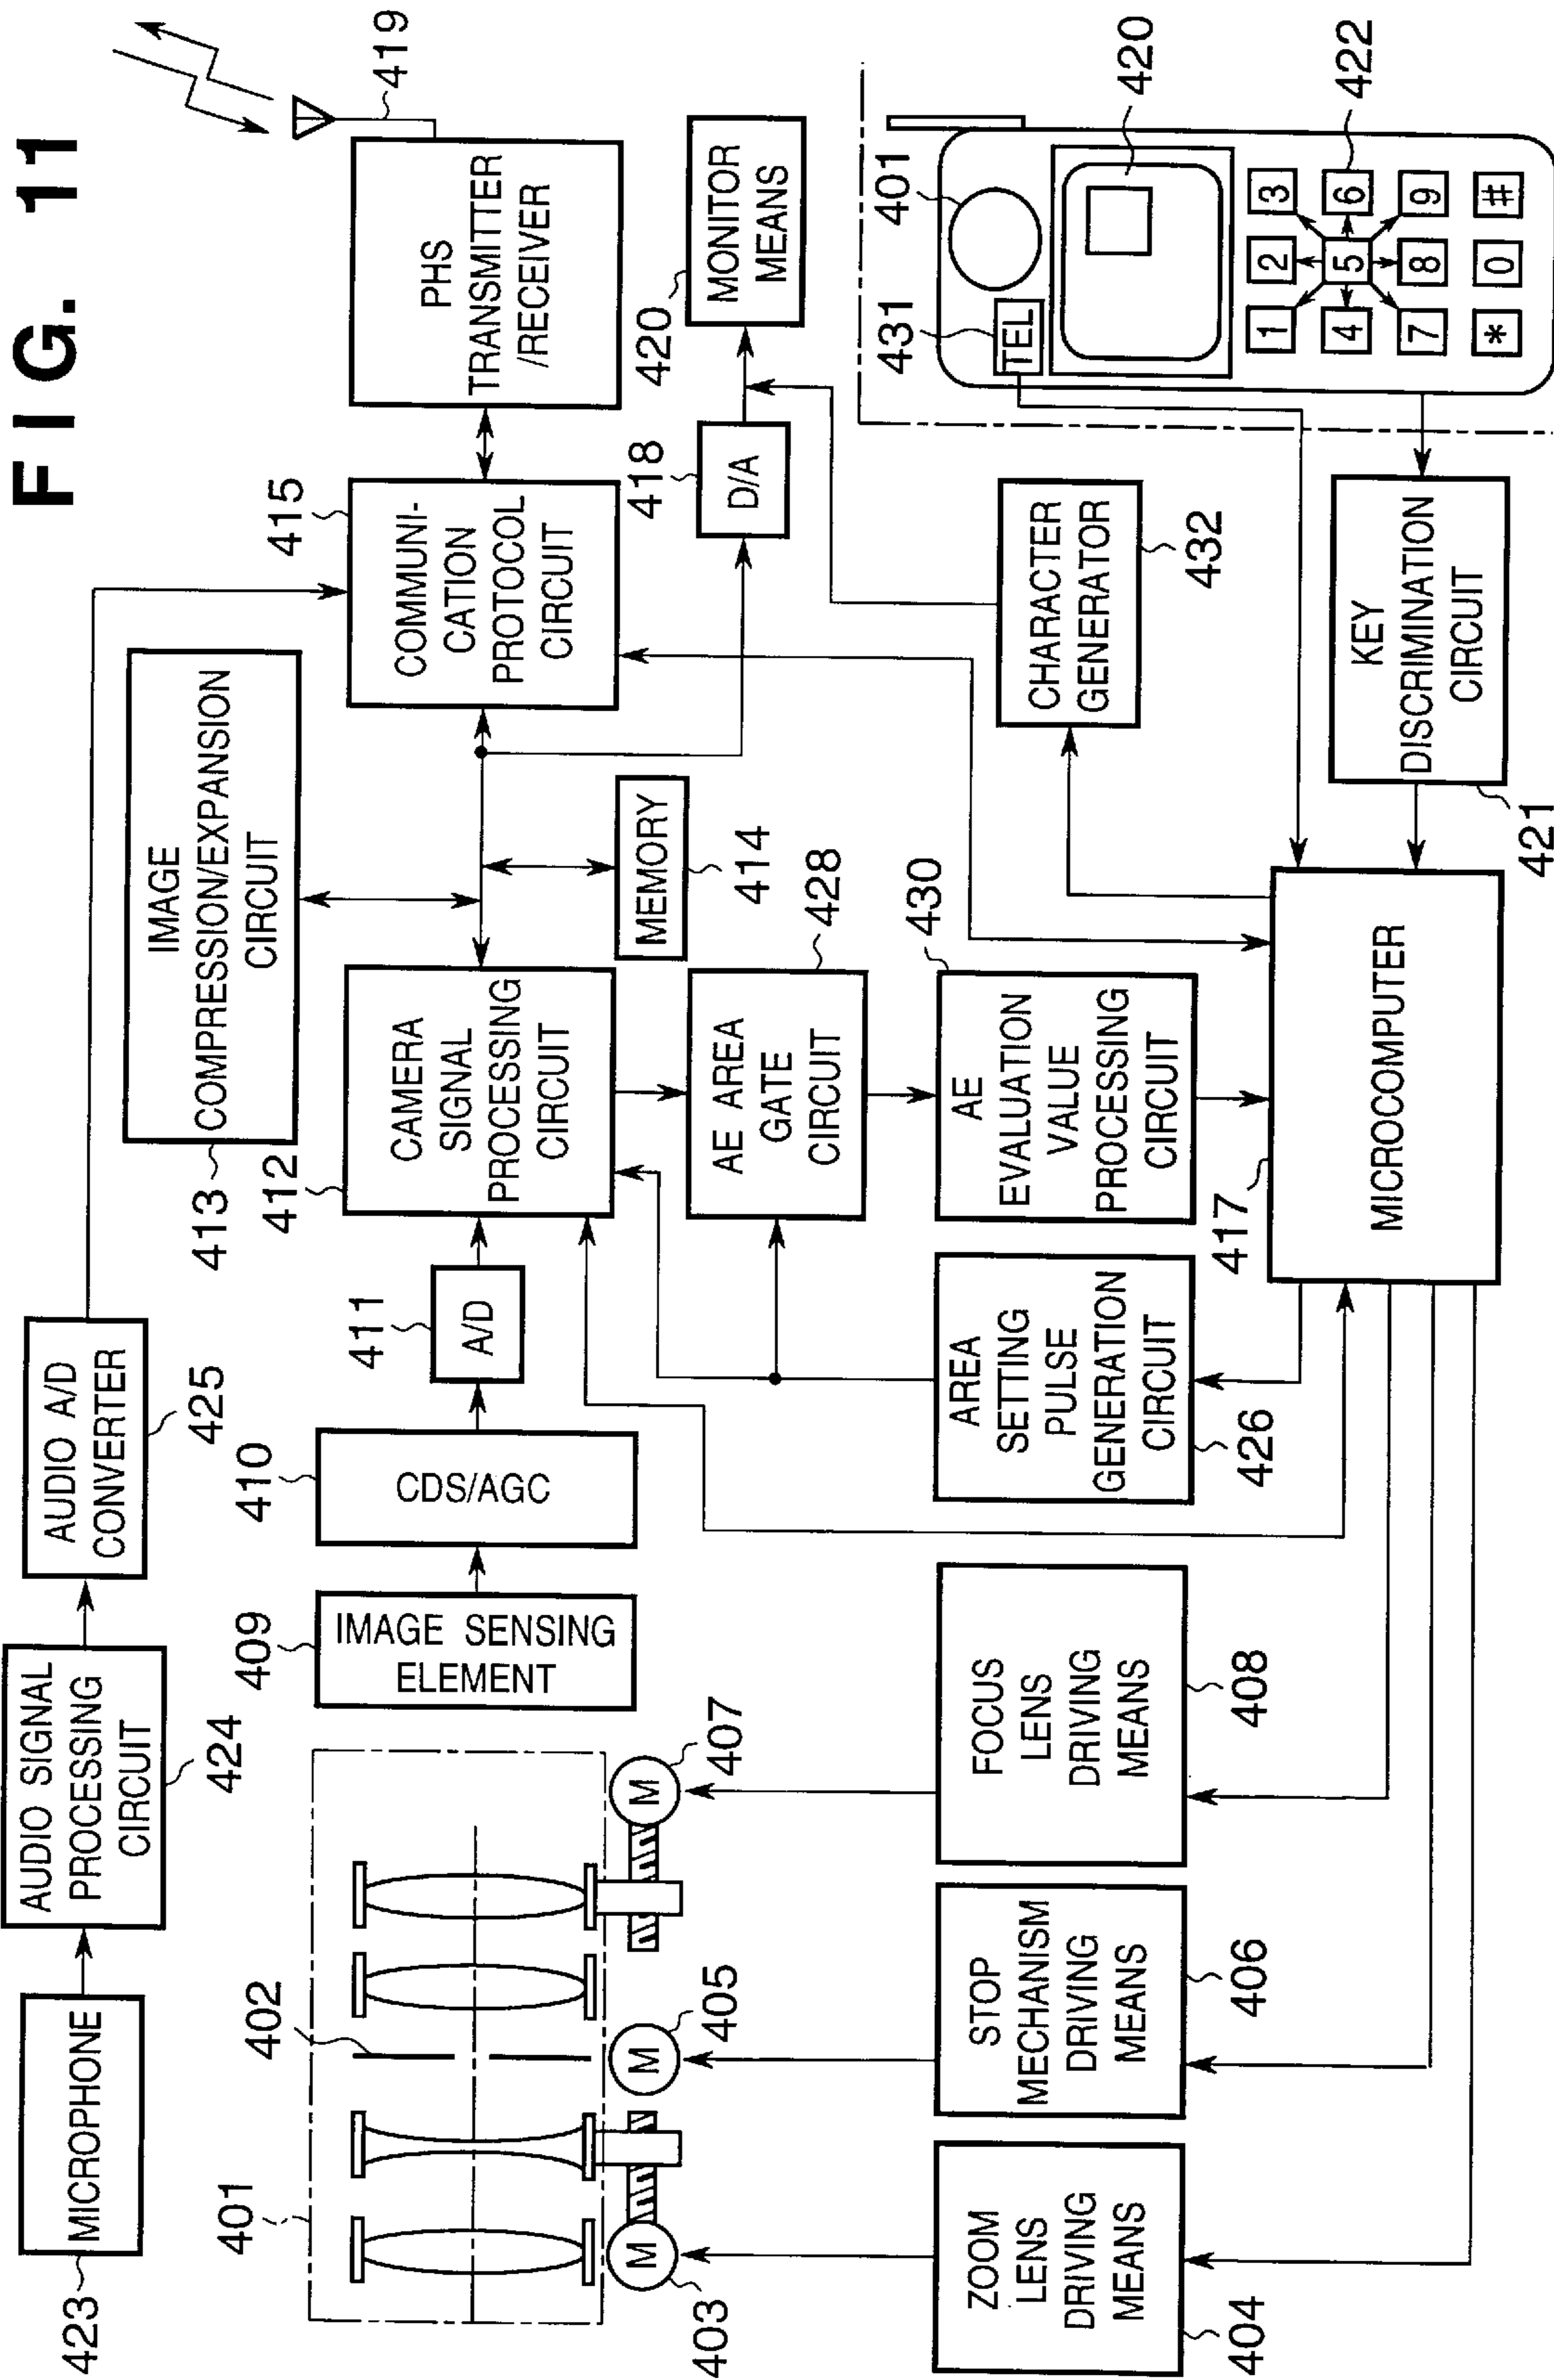 FIG. 11
423
MICROPHONE
AUDIO SIGNAL
PROCESSING
CIRCUIT
424
AUDIO A/D
CONVERTER
425
413
IMAGE
COMPRESSION/EXPANSION
CIRCUIT
415
COMMUNI-
CATION
PROTOCOL
CIRCUIT
PHS
TRANSMITTER
/RECEIVER
419
401
402
403
M
405
M
407
M
409
IMAGE SENSING
ELEMENT
410
CDS/AGC
411
A/D
412
CAMERA
SIGNAL
PROCESSING
CIRCUIT
MEMORY
414
418
D/A
420
MONITOR
MEANS
AE AREA
GATE
CIRCUIT
428
430
AE
EVALUATION
VALUE
PROCESSING
CIRCUIT
AREA
SETTING
PULSE
GENERATION
CIRCUIT
426
ZOOM
LENS
DRIVING
MEANS
404
STOP
MECHANISM
DRIVING
MEANS
406
FOCUS
LENS
DRIVING
MEANS
408
417
MICROCOMPUTER
CHARACTER
GENERATOR
432
KEY
DISCRIMINATION
CIRCUIT
421
431
401
TEL
420
1 2 3
4 5 6
422
7 8 9
* 0 #